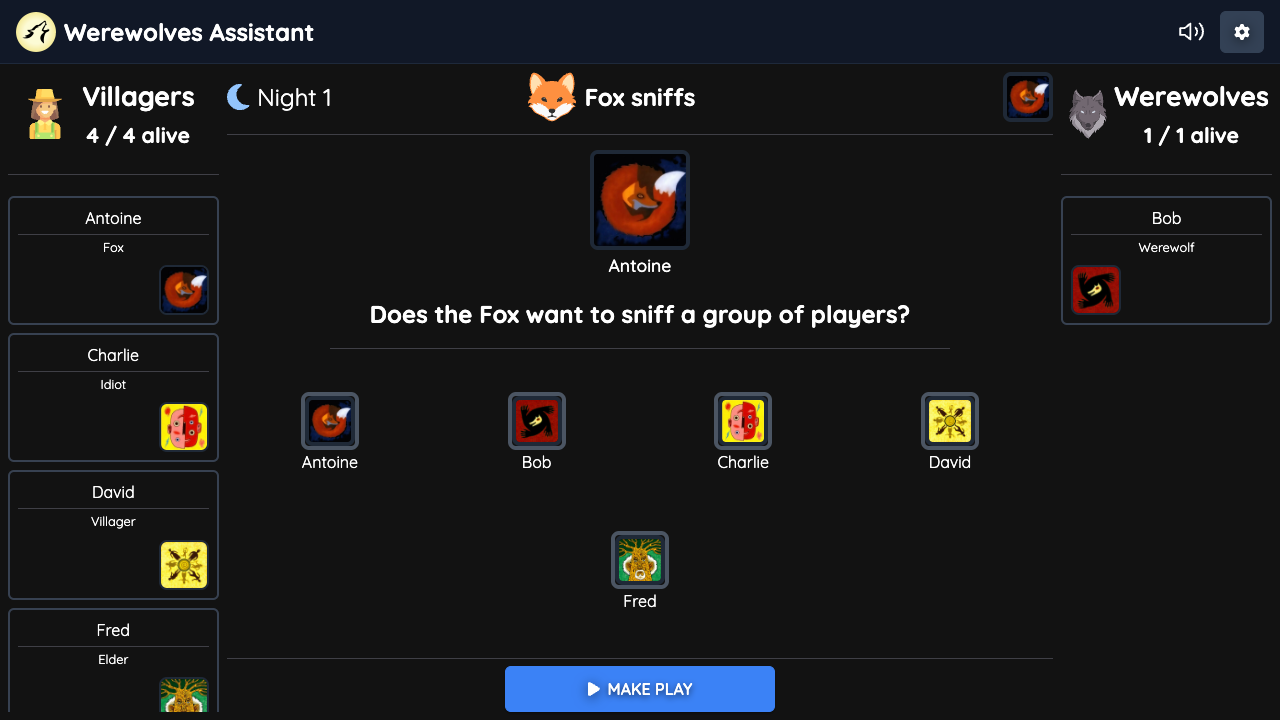 Werewolves Assistant
Villagers
4 / 4 alive
Antoine
Fox
Charlie
Idiot
David
Villager
Fred
Elder
Night 1
Fox sniffs
Antoine
Does the Fox want to sniff a group of players?
Antoine
Bob
Charlie
David
Fred
MAKE PLAY
Werewolves
1 / 1 alive
Bob
Werewolf